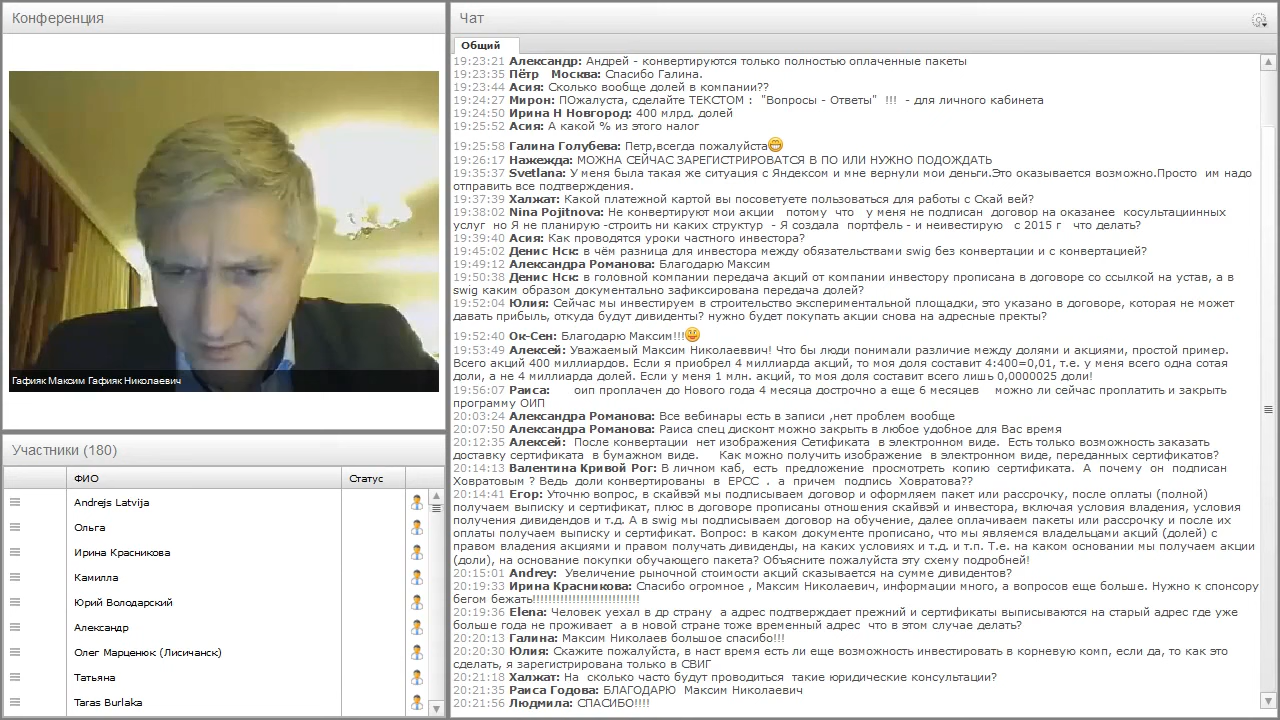 Конференция
Гафияк Максим Гафияк Николаевич
Участники (180)
ФИО Статус
Andrejs Latvija
Ольга
Ирина Красникова
Камилла
Юрий Володарский
Александр
Олег Марценюк (Лисичанск)
Татьяна
Taras Burlaka
Чат
Общий
19:23:21 Александр: Андрей - конвертируются только полностью оплаченные пакеты
19:23:35 Пётр Москва: Спасибо Галина.
19:23:44 Асия: Сколько вообще долей в компании??
19:24:27 Мирон: ПОжалуста, сделайте ТЕКСТОМ : "Вопросы - Ответы" !!! - для личного кабинета
19:24:50 Ирина Н Новгород: 400 млрд. долей
19:25:52 Асия: А какой % из этого налог
19:25:58 Галина Голубева: Петр,всегда пожалуйста
19:26:17 Нажежда: МОЖНА СЕЙЧАС ЗАРЕГИСТРИРОВАТСЯ В ПО ИЛИ НУЖНО ПОДОЖДАТЬ
19:35:37 Svetlana: У меня была такая же ситуация с Яндексом и мне вернули мои деньги.Это оказывается возможно.Просто им надо
отправить все подтверждения.
19:37:39 Халжат: Какой платежной картой вы посоветуете пользоваться для работы с Скай вей?
19:38:02 Nina Pojitnova: Не конвертируют мои акции потому что у меня не подписан договор на оказанее косультациинных
услуг но Я не планирую -строить ни каких структур - Я создала портфель - и неивестирую с 2015 г что делать?
19:39:40 Асия: Как проводятся уроки частного инвестора?
19:45:02 Денис Нск: в чём разница для инвестора между обязательствами swig без конвертации и с конвертацией?
19:49:12 Александра Романова: Благодарю Максим
19:50:38 Денис Нск: в головной компании передача акций от компании инвестору прописана в договоре со ссылкой на устав, а в
swig каким образом документально зафиксирована передача долей?
19:52:04 Юлия: Сейчас мы инвестируем в строительство экспериментальной площадки, это указано в договоре, которая не может
давать прибыль, откуда будут дивиденты? нужно будет покупать акции снова на адресные пректы?
19:52:40 Ок-Сен: Благодарю Максим!!!
19:53:49 Алексей: Уважаемый Максим Николаеввич! Что бы люди понимали различие между долями и акциями, простой пример.
Всего акций 400 миллиардов. Если я приобрел 4 миллиарда акций, то моя доля составит 4:400=0,01, т.е. у меня всего одна сотая
доли, а не 4 миллиарда долей. Если у меня 1 млн. акций, то моя доля составит всего лишь 0,0000025 доли!
19:56:07 Раиса: оип проплачен до Нового года 4 месяца достррочно а еще 6 месяцев можно ли сейчас проплатить и закрыть
программу ОИП
20:03:24 Александра Романова: Все вебинары есть в записи ,нет проблем вообще
20:07:50 Александра Романова: Раиса спец дисконт можно закрыть в любое удобное для Вас время
20:12:35 Алексей: После конвертации нет изображения Сетификата в электронном виде. Есть только возможность заказать
доставку сертификата в бумажном виде. Как можно получить изображение в электронном виде, переданных сертификатов?
20:14:13 Валентина Кривой Рог: В личном каб, есть предложение просмотреть копию сертификата. А почему он подписан
Ховратовым ? Ведь доли конвертированы в ЕРСС . а причем подпись Ховратова??
20:14:41 Егор: Уточню вопрос, в скайвэй мы подписываем договор и оформляем пакет или рассрочку, после оплаты (полной)
получаем выписку и сертификат, плюс в договоре прописаны отношения скайвэй и инвестора, включая условия владения, условия
получения дивидендов и т.д. А в swig мы подписываем договор на обучение, далее оплачиваем пакеты или рассрочку и после их
оплаты получаем выписку и сертификат. Вопрос: в каком документе прописано, что мы являемся владельцами акций (долей) с
правом владения акциями и правом получать дивиденды, на каких условиях и т.д. и т.п. Т.е. на каком основании мы получаем акции
(доли), на основание покупки обучающего пакета? Объясните пожалуйста эту схему подробней!
20:15:01 Andrey: Увеличение рыночной стоимости акций сказывается на сумме дивидентов?
20:19:33 Ирина Красникова: Спасибо огромное , Максим Николаевич, информации много, а вопросов еще больше. Нужно к спонсору
бегом бежать!!!!!!!!!!!!!!!!!!!!!!!!!!!
20:19:36 Elena: Человек уехал в др страну а адрес подтверждает прежний и сертификаты выписываются на старый адрес где уже
больше года не проживает а в новой стране тоже временный адрес что в этом случае делать?
20:20:13 Галина: Максим Николаев большое спасибо!!!
20:20:30 Юлия: Скажите пожалуйста, в наст время есть ли еще возможность инвестировать в корневую комп, если да, то как это
сделать, я зарегистрирована только в СВИГ
20:21:18 Халжат: На сколько часто будут проводиться такие юридические консультации?
20:21:35 Раиса Годова: БЛАГОДАРЮ Максим Николаевич
20:21:56 Людмила: СПАСИБО!!!!